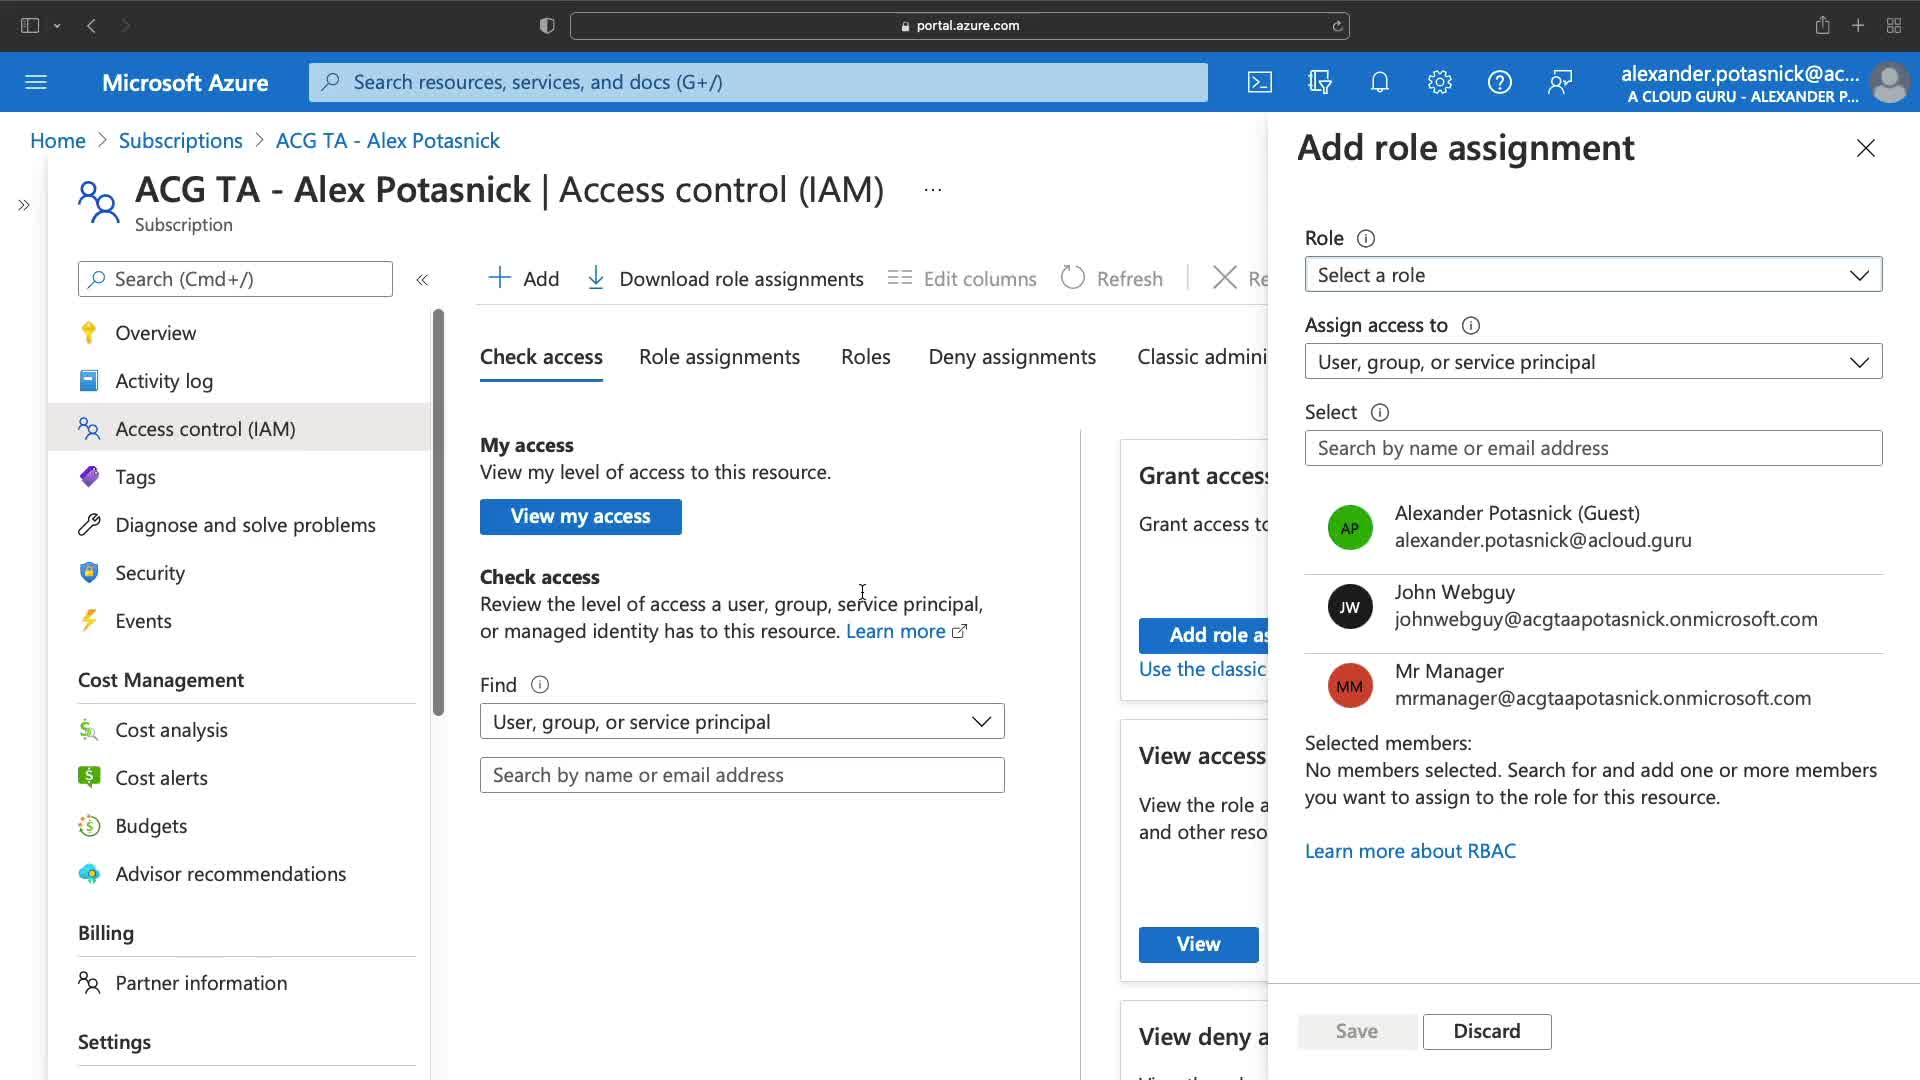 portal.azure.com
Microsoft Azure
Search resources, services, and docs (G+/)
alexander.potasnick@ac...
A CLOUD GURU - ALEXANDER P...
Home > Subscriptions > ACG TA - Alex Potasnick
ACG TA - Alex Potasnick | Access control (IAM) ...
Subscription
Search (Cmd+/)
Overview
Activity log
Access control (IAM)
Tags
Diagnose and solve problems
Security
Events
Cost Management
Cost analysis
Cost alerts
Budgets
Advisor recommendations
Billing
Partner information
Settings
Add
Download role assignments
Edit columns
Refresh
Re
Check access
Role assignments
Roles
Deny assignments
Classic admini
My access
View my level of access to this resource.
View my access
Check access
Review the level of access a user, group, service principal,
or managed identity has to this resource. Learn more
Find
User, group, or service principal
Search by name or email address
Grant access
Grant access to
Add role as
Use the classic
View access
View the role a
and other reso
View
View deny a
Add role assignment
Role
Select a role
Assign access to
User, group, or service principal
Select
Search by name or email address
AP
Alexander Potasnick (Guest)
alexander.potasnick@acloud.guru
JW
John Webguy
johnwebguy@acgtaapotasnick.onmicrosoft.com
MM
Mr Manager
mrmanager@acgtaapotasnick.onmicrosoft.com
Selected members:
No members selected. Search for and add one or more members
you want to assign to the role for this resource.
Learn more about RBAC
Save
Discard